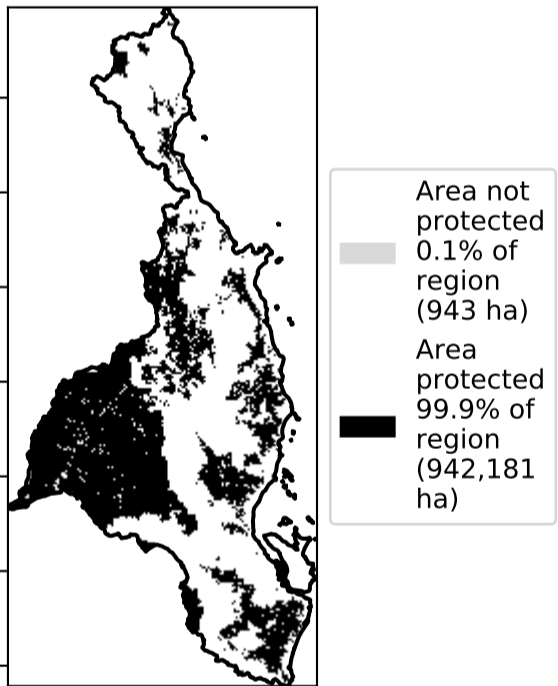 Area not
protected
0.1% of
region
(943 ha)
Area
protected
99.9% of
region
(942,181
ha)